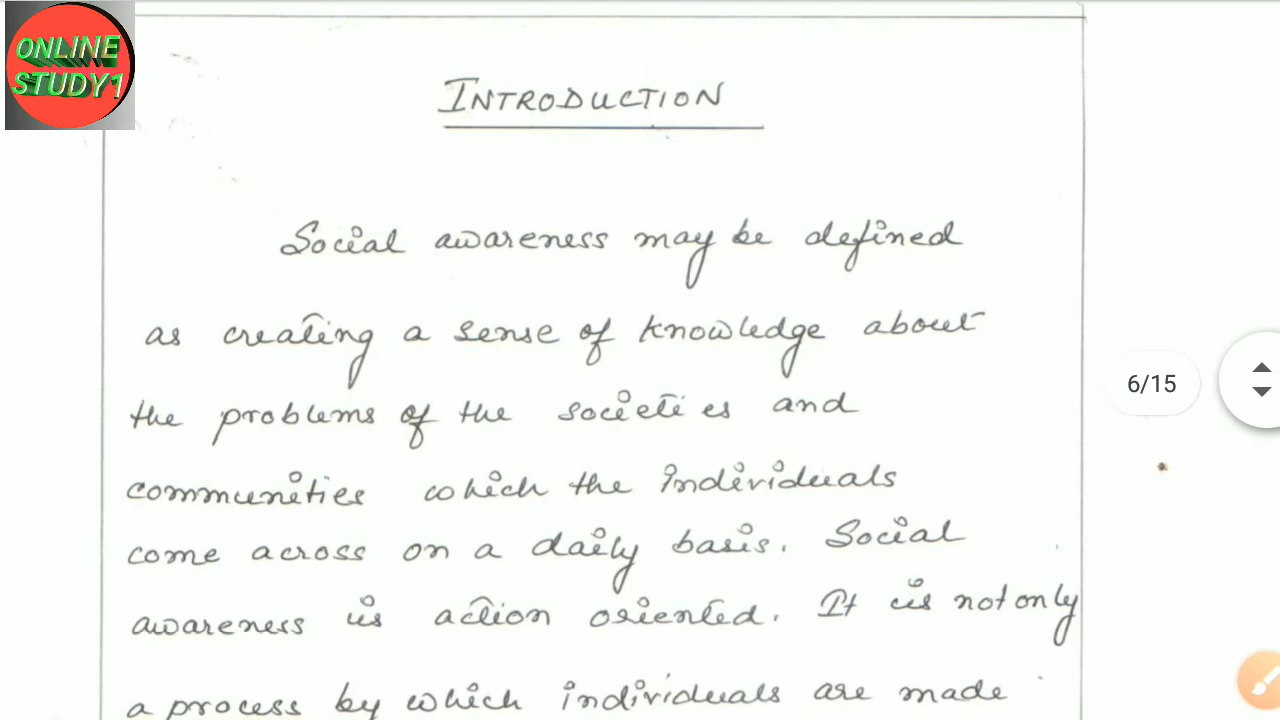 ONLINE
STUDY1
INTRODUCTION
Social awareness may be defined
as creating a sense of knowledge about
the problems of the societies and
communities which the individuals
come across on a daily basis. Social
awareness is action oriented. It is not only
a process by which individuals are made
6/15